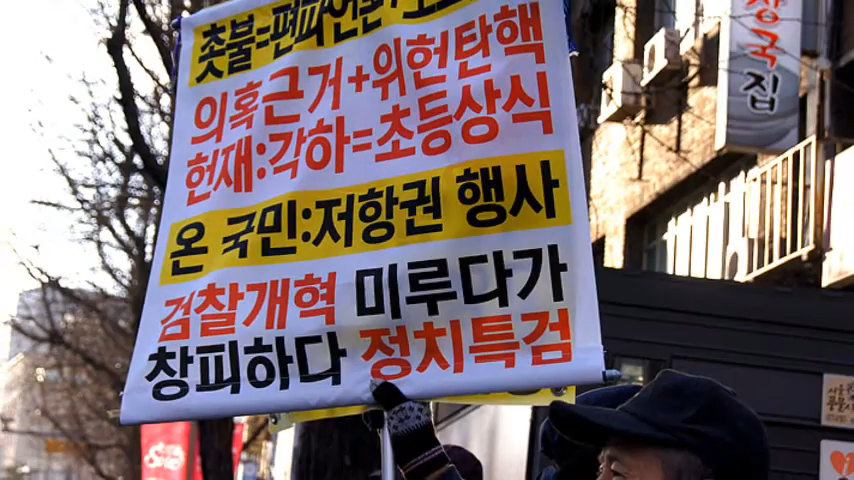 촛불=편파언론
의혹근거+위헌탄핵
헌재:각하=초등상식
온 국민:저항권 행사
검찰개혁 미루다가
창피하다 정치특검
국집